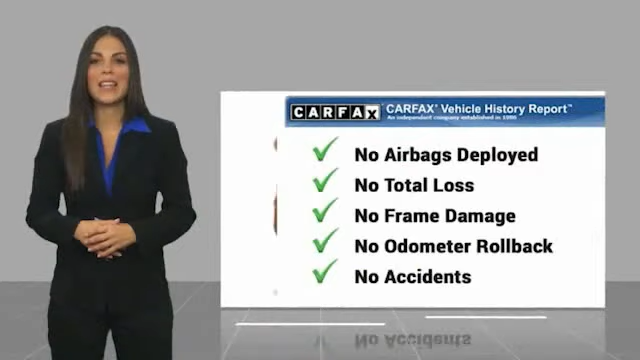 CARFAX CARFAX® Vehicle History Report™
An independent company established in 1986
No Airbags Deployed
No Total Loss
No Frame Damage
No Odometer Rollback
No Accidents